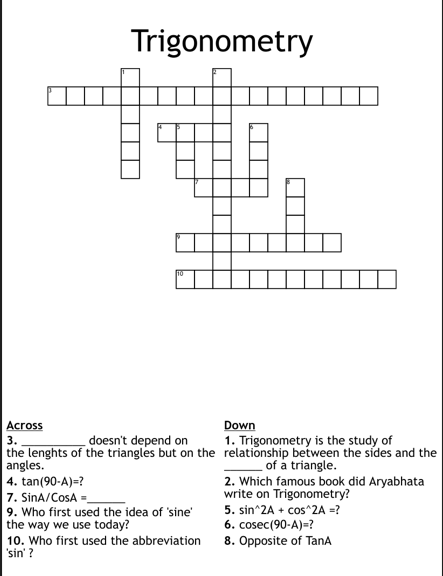 Trigonometry
1 2
3
4 5 6
7 8
9
10
Across
3. __________ doesn't depend on
the lenghts of the triangles but on the
angles.
4. tan(90-A)=?
7. SinA/CosA =______
9. Who first used the idea of 'sine'
the way we use today?
10. Who first used the abbreviation
'sin' ?
Down
1. Trigonometry is the study of
relationship between the sides and the
______ of a triangle.
2. Which famous book did Aryabhata
write on Trigonometry?
5. sin^2A + cos^2A =?
6. cosec(90-A)=?
8. Opposite of TanA